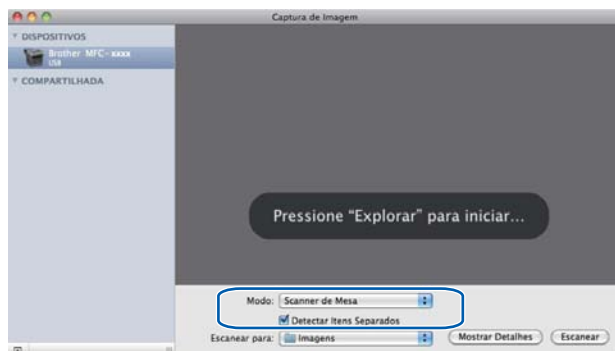 Captura de Imagem
DISPOSITIVOS
Brother MFC-xxxx
USB
COMPARTILHADA
Pressione "Explorar" para iniciar...
Modo: Scanner de Mesa
Detectar Itens Separados
Escanear para: Imagens Mostrar Detalhes Escanear